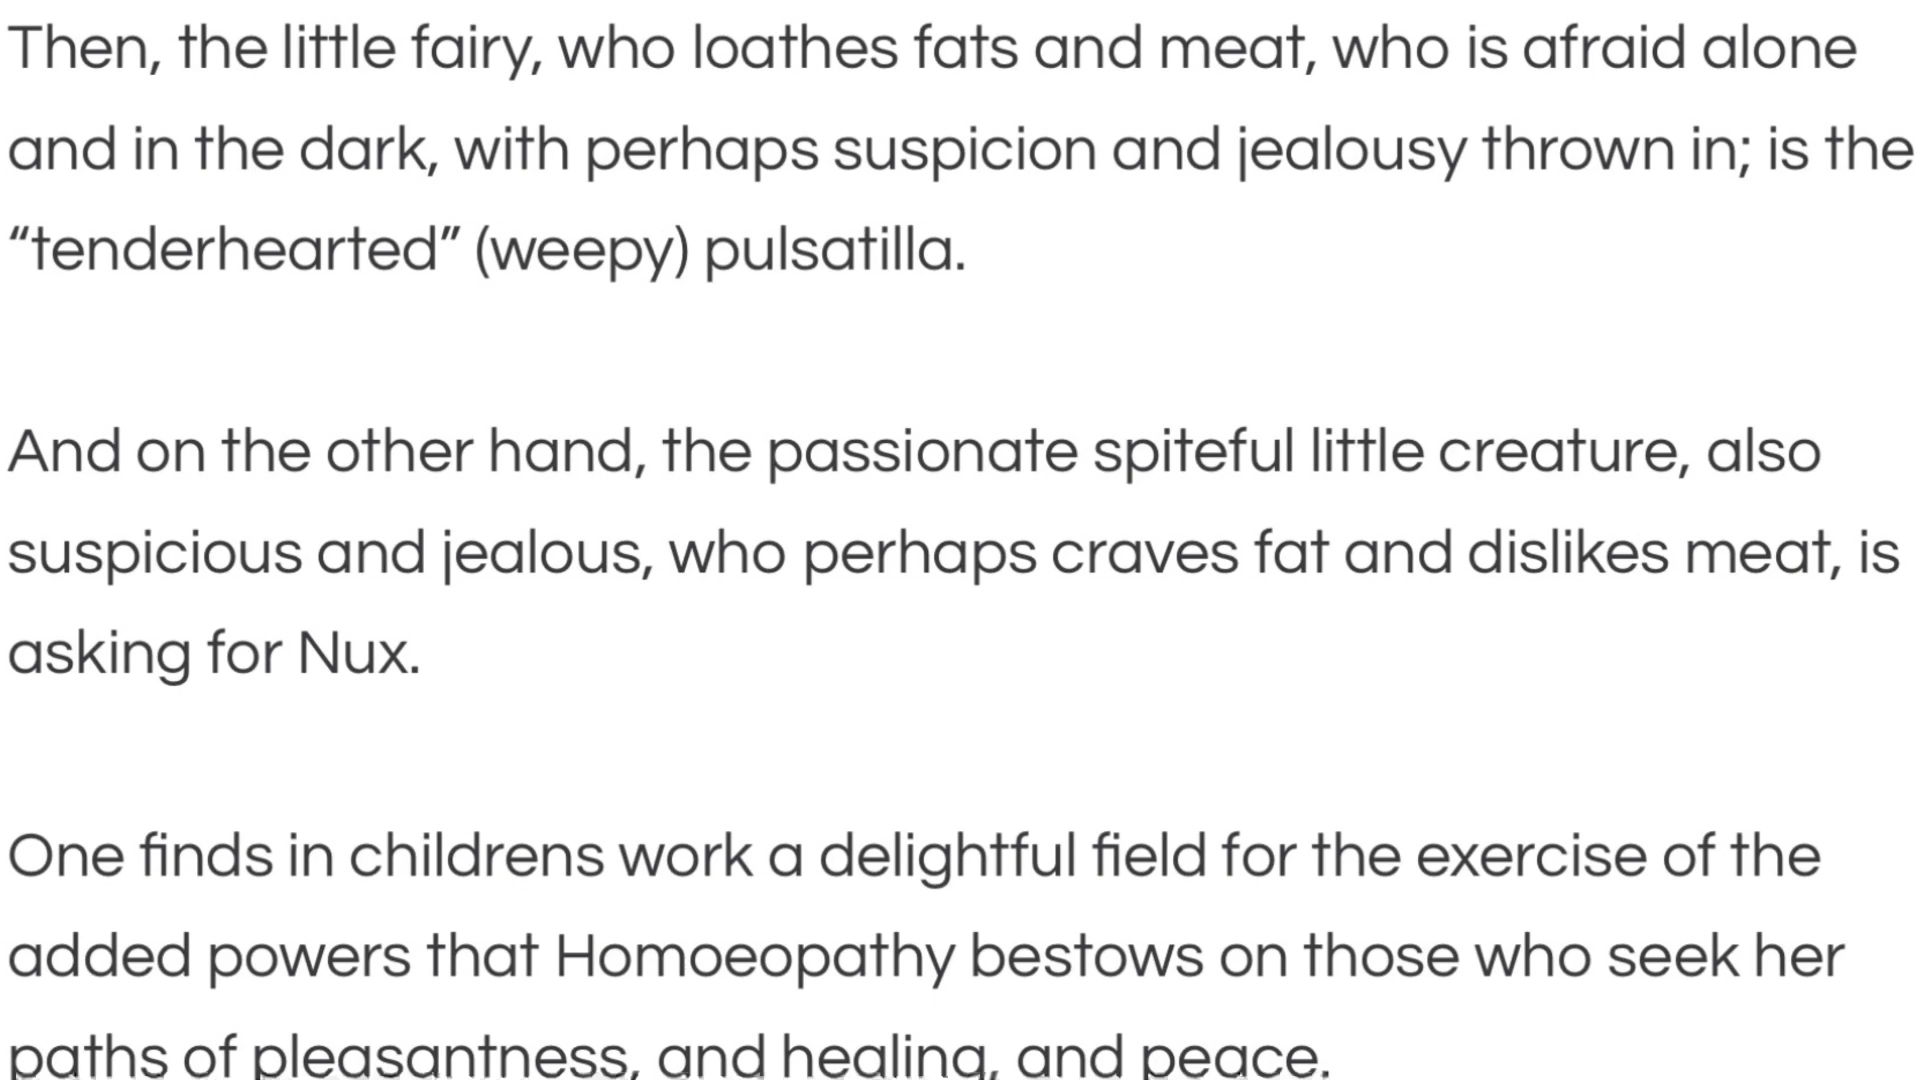 Then, the little fairy, who loathes fats and meat, who is afraid alone
and in the dark, with perhaps suspicion and jealousy thrown in; is the
“tenderhearted” (weepy) pulsatilla.
And on the other hand, the passionate spiteful little creature, also
suspicious and jealous, who perhaps craves fat and dislikes meat, is
asking for Nux.
One finds in childrens work a delightful field for the exercise of the
added powers that Homoeopathy bestows on those who seek her
paths of pleasantness, and healing, and peace.